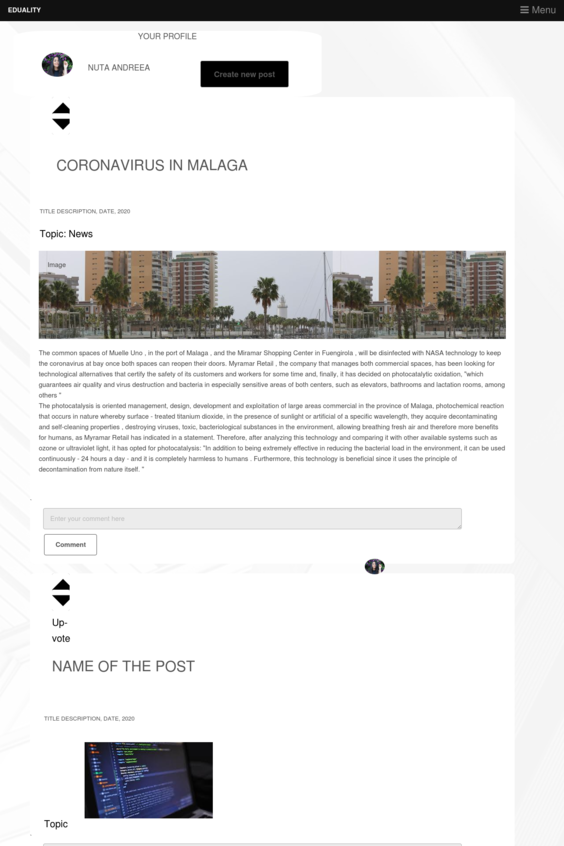 EDUALITY
Menu
YOUR PROFILE
NUTA ANDREEA
Create new post
CORONAVIRUS IN MALAGA
TITLE DESCRIPTION, DATE, 2020
Topic: News
Image
The common spaces of Muelle Uno , in the port of Malaga , and the Miramar Shopping Center in Fuengirola , will be disinfected with NASA technology to keep
the coronavirus at bay once both spaces can reopen their doors. Myramar Retail , the company that manages both commercial spaces, has been looking for
technological alternatives that certify the safety of its customers and workers for some time and, finally, it has decided on photocatalytic oxidation, "which
guarantees air quality and virus destruction and bacteria in especially sensitive areas of both centers, such as elevators, bathrooms and lactation rooms, among
others "
The photocatalysis is oriented management, design, development and exploitation of large areas commercial in the province of Malaga, photochemical reaction
that occurs in nature whereby surface - treated titanium dioxide, in the presence of sunlight or artificial of a specific wavelength, they acquire decontaminating
and self-cleaning properties , destroying viruses, toxic, bacteriological substances in the environment, allowing breathing fresh air and therefore more benefits
for humans, as Myramar Retail has indicated in a statement. Therefore, after analyzing this technology and comparing it with other available systems such as
ozone or ultraviolet light, it has opted for photocatalysis: "In addition to being extremely effective in reducing the bacterial load in the environment, it can be used
continuously - 24 hours a day - and it is completely harmless to humans . Furthermore, this technology is beneficial since it uses the principle of
decontamination from nature itself. "
Enter your comment here
Comment
Up-
vote
NAME OF THE POST
TITLE DESCRIPTION, DATE, 2020
Topic